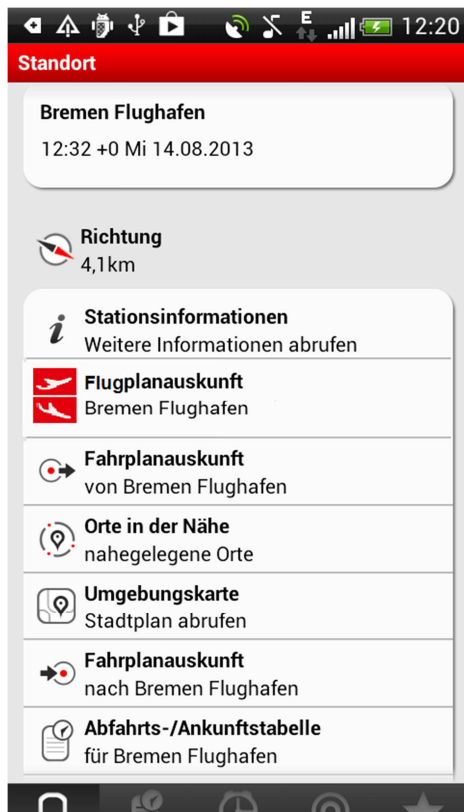 E
12:20
Standort
Bremen Flughafen
12:32 +0 Mi 14.08.2013
Richtung
4,1km
Stationsinformationen
Weitere Informationen abrufen
Flugplanauskunft
Bremen Flughafen
Fahrplanauskunft
von Bremen Flughafen
Orte in der Nähe
nahegelegene Orte
Umgebungskarte
Stadtplan abrufen
Fahrplanauskunft
nach Bremen Flughafen
Abfahrts-/Ankunftstabelle
für Bremen Flughafen